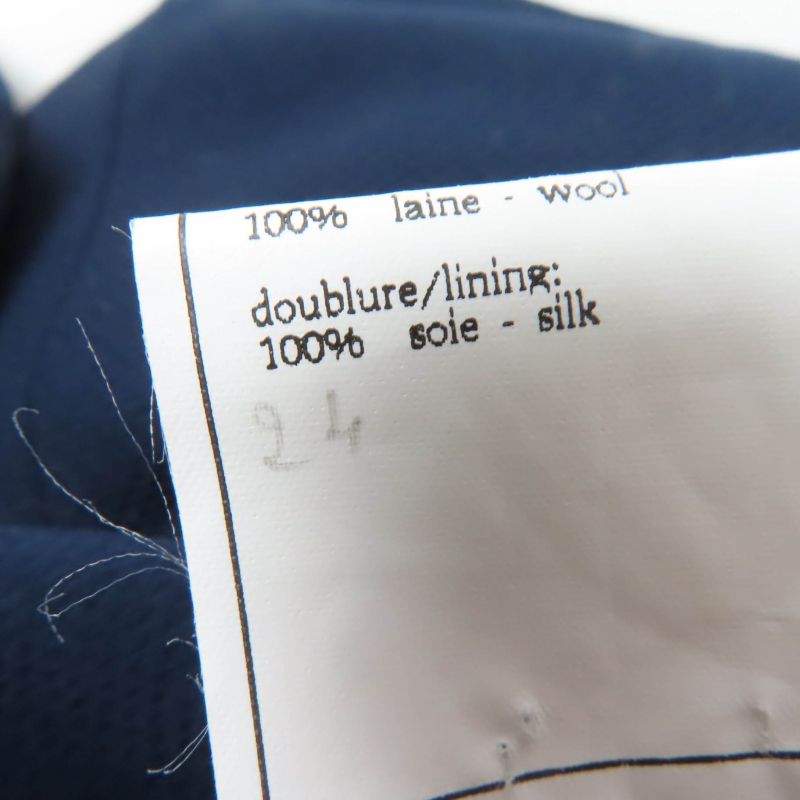 100% laine - wool
doublure/lining:
100% soie - silk
24